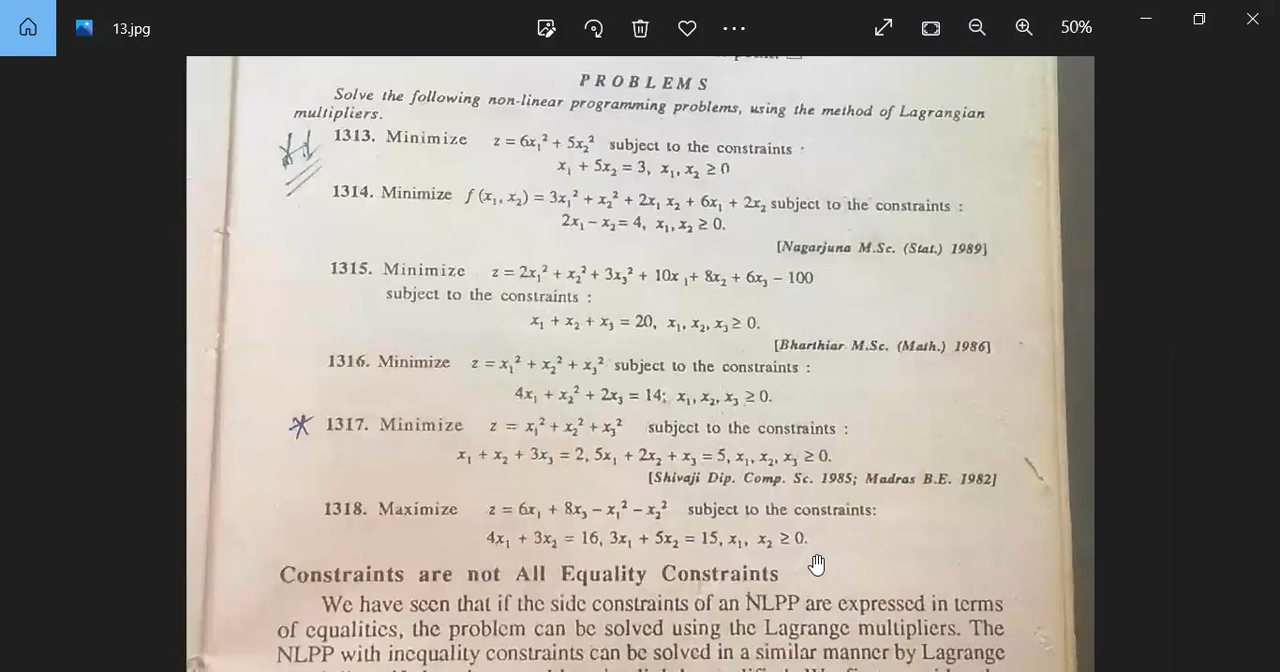 13.jpg
50%
PROBLEMS
Solve the following non-linear programming problems, using the method of Lagrangian
multipliers.
1313. Minimize z = 6x₁² + 5x₂² subject to the constraints
x₁ + 5x₂ = 3, x₁, x₂ ≥ 0
1314. Minimize f (x₁, x₂) = 3x₁² + x₂² + 2x₁ x₂ + 6x₁ + 2x₂ subject to the constraints :
2x₁ – x₂ = 4, x₁, x₂ ≥ 0.
[Nagarjuna M.Sc. (Stat.) 1989]
1315. Minimize z = 2x₁² + x₂² + 3x₃² + 10x₁ + 8x₂ + 6x₃ – 100
subject to the constraints :
x₁ + x₂ + x₃ = 20, x₁, x₂, x₃ ≥ 0.
[Bharthiar M.Sc. (Math.) 1986]
1316. Minimize z = x₁² + x₂² + x₃² subject to the constraints :
4x₁ + x₂² + 2x₃ = 14; x₁, x₂, x₃ ≥ 0.
1317. Minimize z = x₁² + x₂² + x₃² subject to the constraints :
x₁ + x₂ + 3x₃ = 2, 5x₁ + 2x₂ + x₃ = 5, x₁, x₂, x₃ ≥ 0.
[Shivaji Dip. Comp. Sc. 1985; Madras B.E. 1982]
1318. Maximize z = 6x₁ + 8x₃ – x₁² – x₂² subject to the constraints:
4x₁ + 3x₂ = 16, 3x₁ + 5x₂ = 15, x₁, x₂ ≥ 0.
Constraints are not All Equality Constraints
We have seen that if the side constraints of an NLPP are expressed in terms
of equalities, the problem can be solved using the Lagrange multipliers. The
NLPP with inequality constraints can be solved in a similar manner by Lagrange